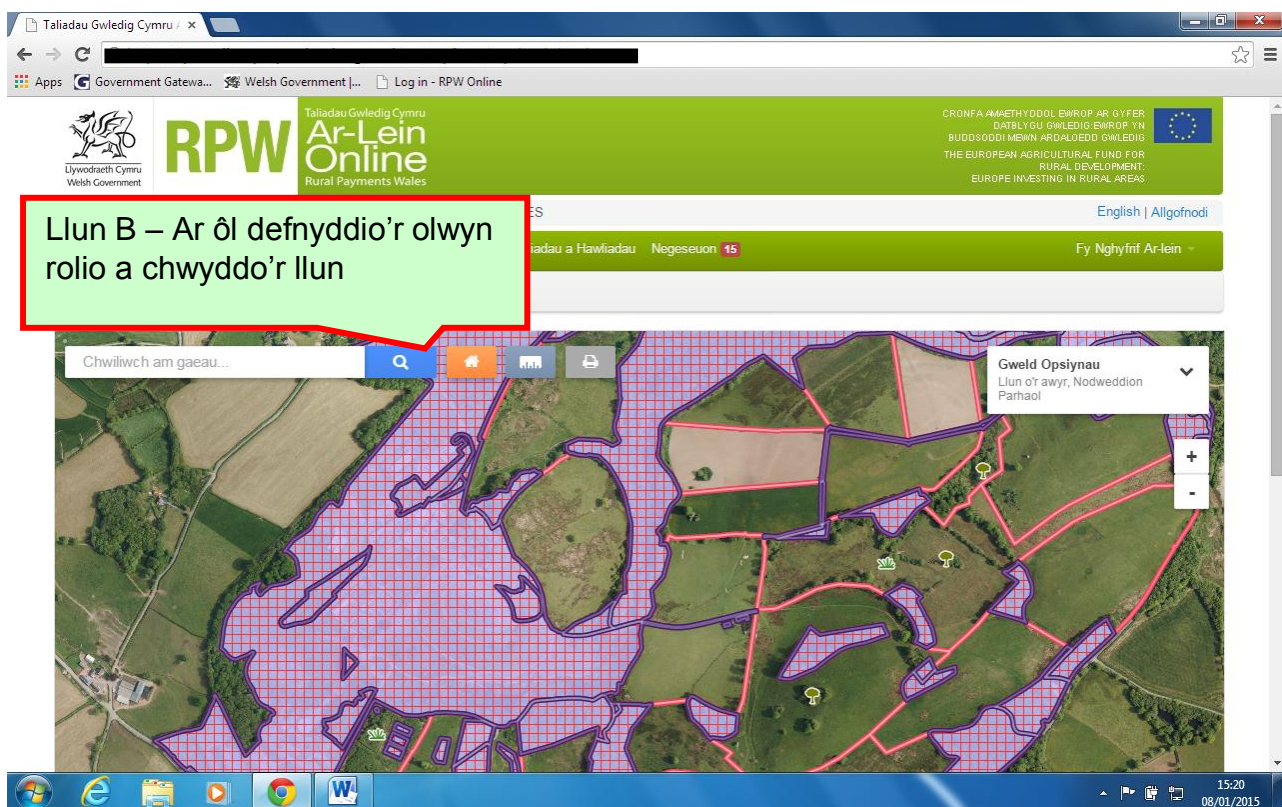 Taliadau Gwledig Cymru /
Apps Government Gatewa... Welsh Government |... Log in - RPW Online
Llywodraeth Cymru
Welsh Government
RPW
Taliadau Gwledig Cymru
Ar-Lein
Online
Rural Payments Wales
CRONFA AMAETHYDDOL EWROP AR GYFER
DATBLYGU GWLEDIG:EWROP YN
BUDDSODDI MEWN ARDALOEDD GWLEDIG
THE EUROPEAN AGRICULTURAL FUND FOR
RURAL DEVELOPMENT:
EUROPE INVESTING IN RURAL AREAS
ES
English | Allgofnodi
Llun B – Ar ôl defnyddio'r olwyn
rolio a chwyddo'r llun
iadau a Hawliadau Negeseuon 15 Fy Nghyfrif Ar-lein
Chwiliwch am gaeau...
Gweld Opsiynau
Llun o'r awyr, Nodweddion
Parhaol
+
-
15:20
08/01/2015